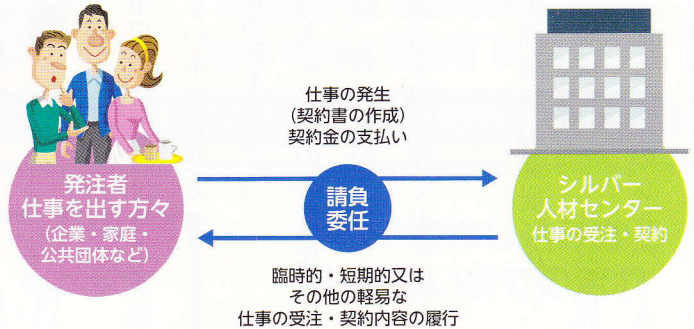 仕事の発生
(契約書の作成)
契約金の支払い
発注者
仕事を出す方々
(企業・家庭・
公共団体など)
請負
委任
シルバー
人材センター
仕事の受注・契約
臨時的・短期的又は
その他の軽易な
仕事の受注・契約内容の履行